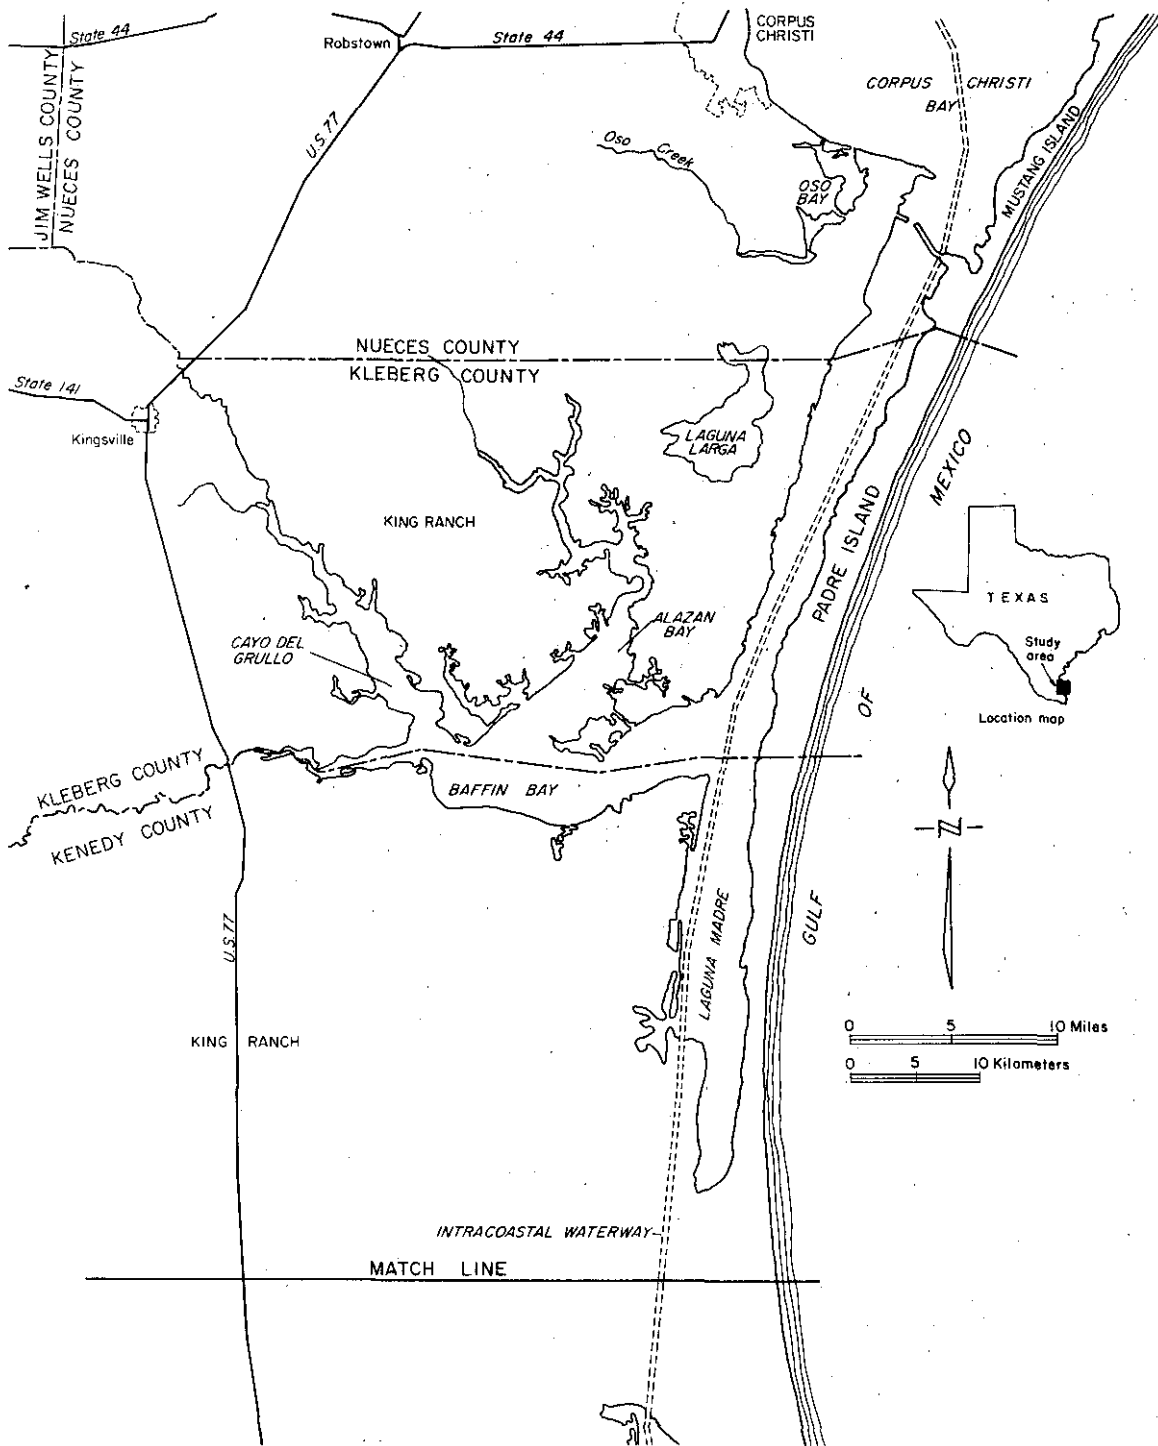 State 44
Robstown
State 44
CORPUS
CHRISTI
JIM WELLS COUNTY
NUECES COUNTY
U.S. 77
CORPUS CHRISTI
BAY
MUSTANG ISLAND
Oso Creek
OSO
BAY
NUECES COUNTY
KLEBERG COUNTY
State 141
Kingsville
LAGUNA
LARGA
KING RANCH
PADRE ISLAND
GULF OF MEXICO
TEXAS
Study
area
Location map
CAYO DEL
GRULLO
ALAZAN
BAY
KLEBERG COUNTY
KENEDY COUNTY
BAFFIN BAY
N
U.S. 77
LAGUNA MADRE
0 5 10 Miles
0 5 10 Kilometers
KING RANCH
INTRACOASTAL WATERWAY
MATCH LINE